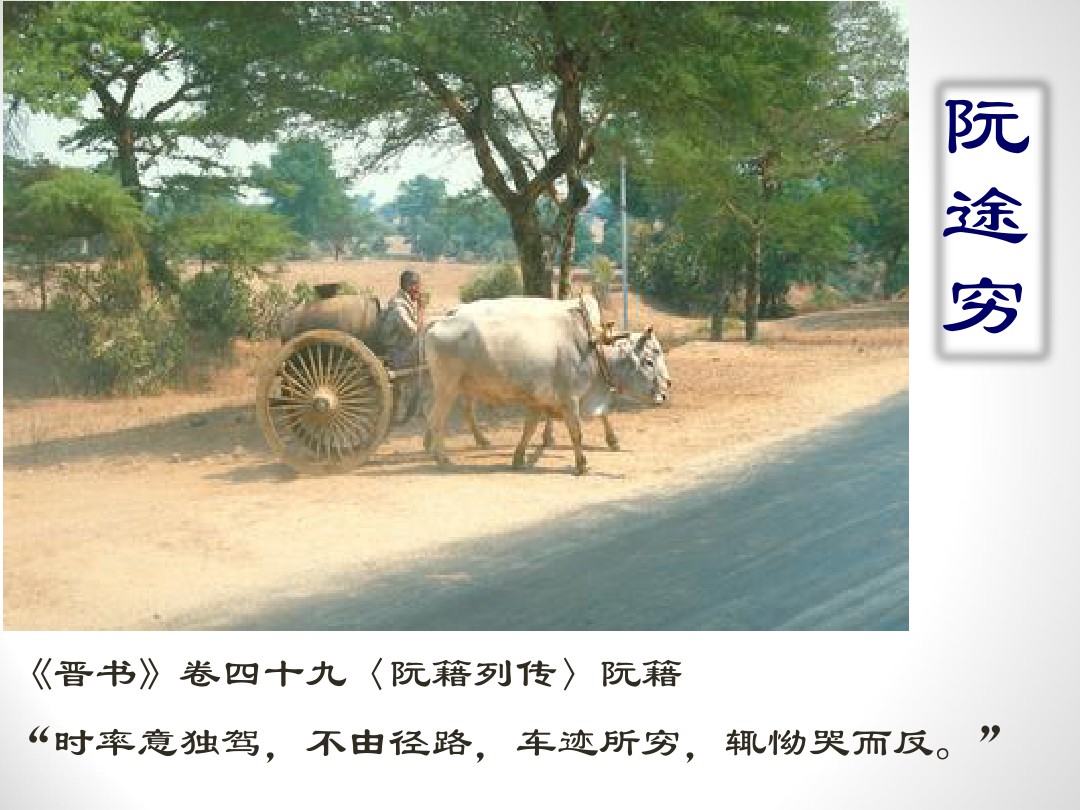 阮途穷
《晋书》卷四十九〈阮籍列传〉阮籍
“时率意独驾，不由径路，车迹所穷，辄恸哭而反。”